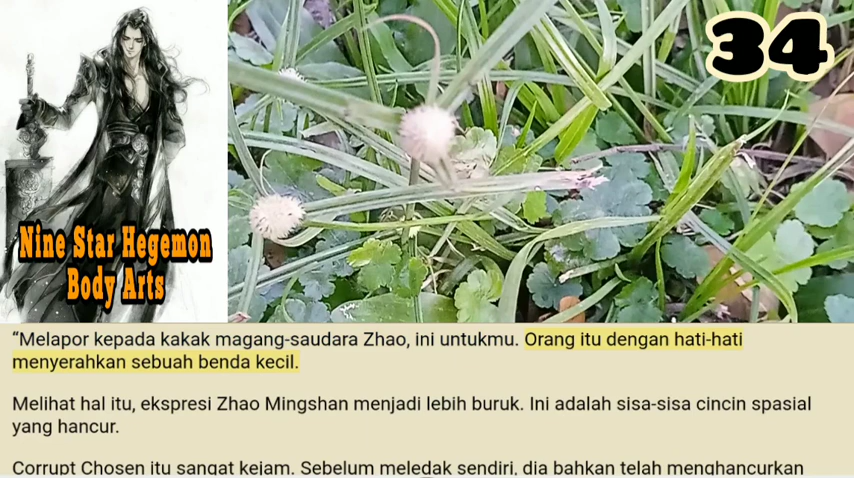 34
Nine Star Hegemon
Body Arts
“Melapor kepada kakak magang-saudara Zhao, ini untukmu. Orang itu dengan hati-hati
menyerahkan sebuah benda kecil.
Melihat hal itu, ekspresi Zhao Mingshan menjadi lebih buruk. Ini adalah sisa-sisa cincin spasial
yang hancur.
Corrupt Chosen itu sangat kejam. Sebelum meledak sendiri, dia bahkan telah menghancurkan